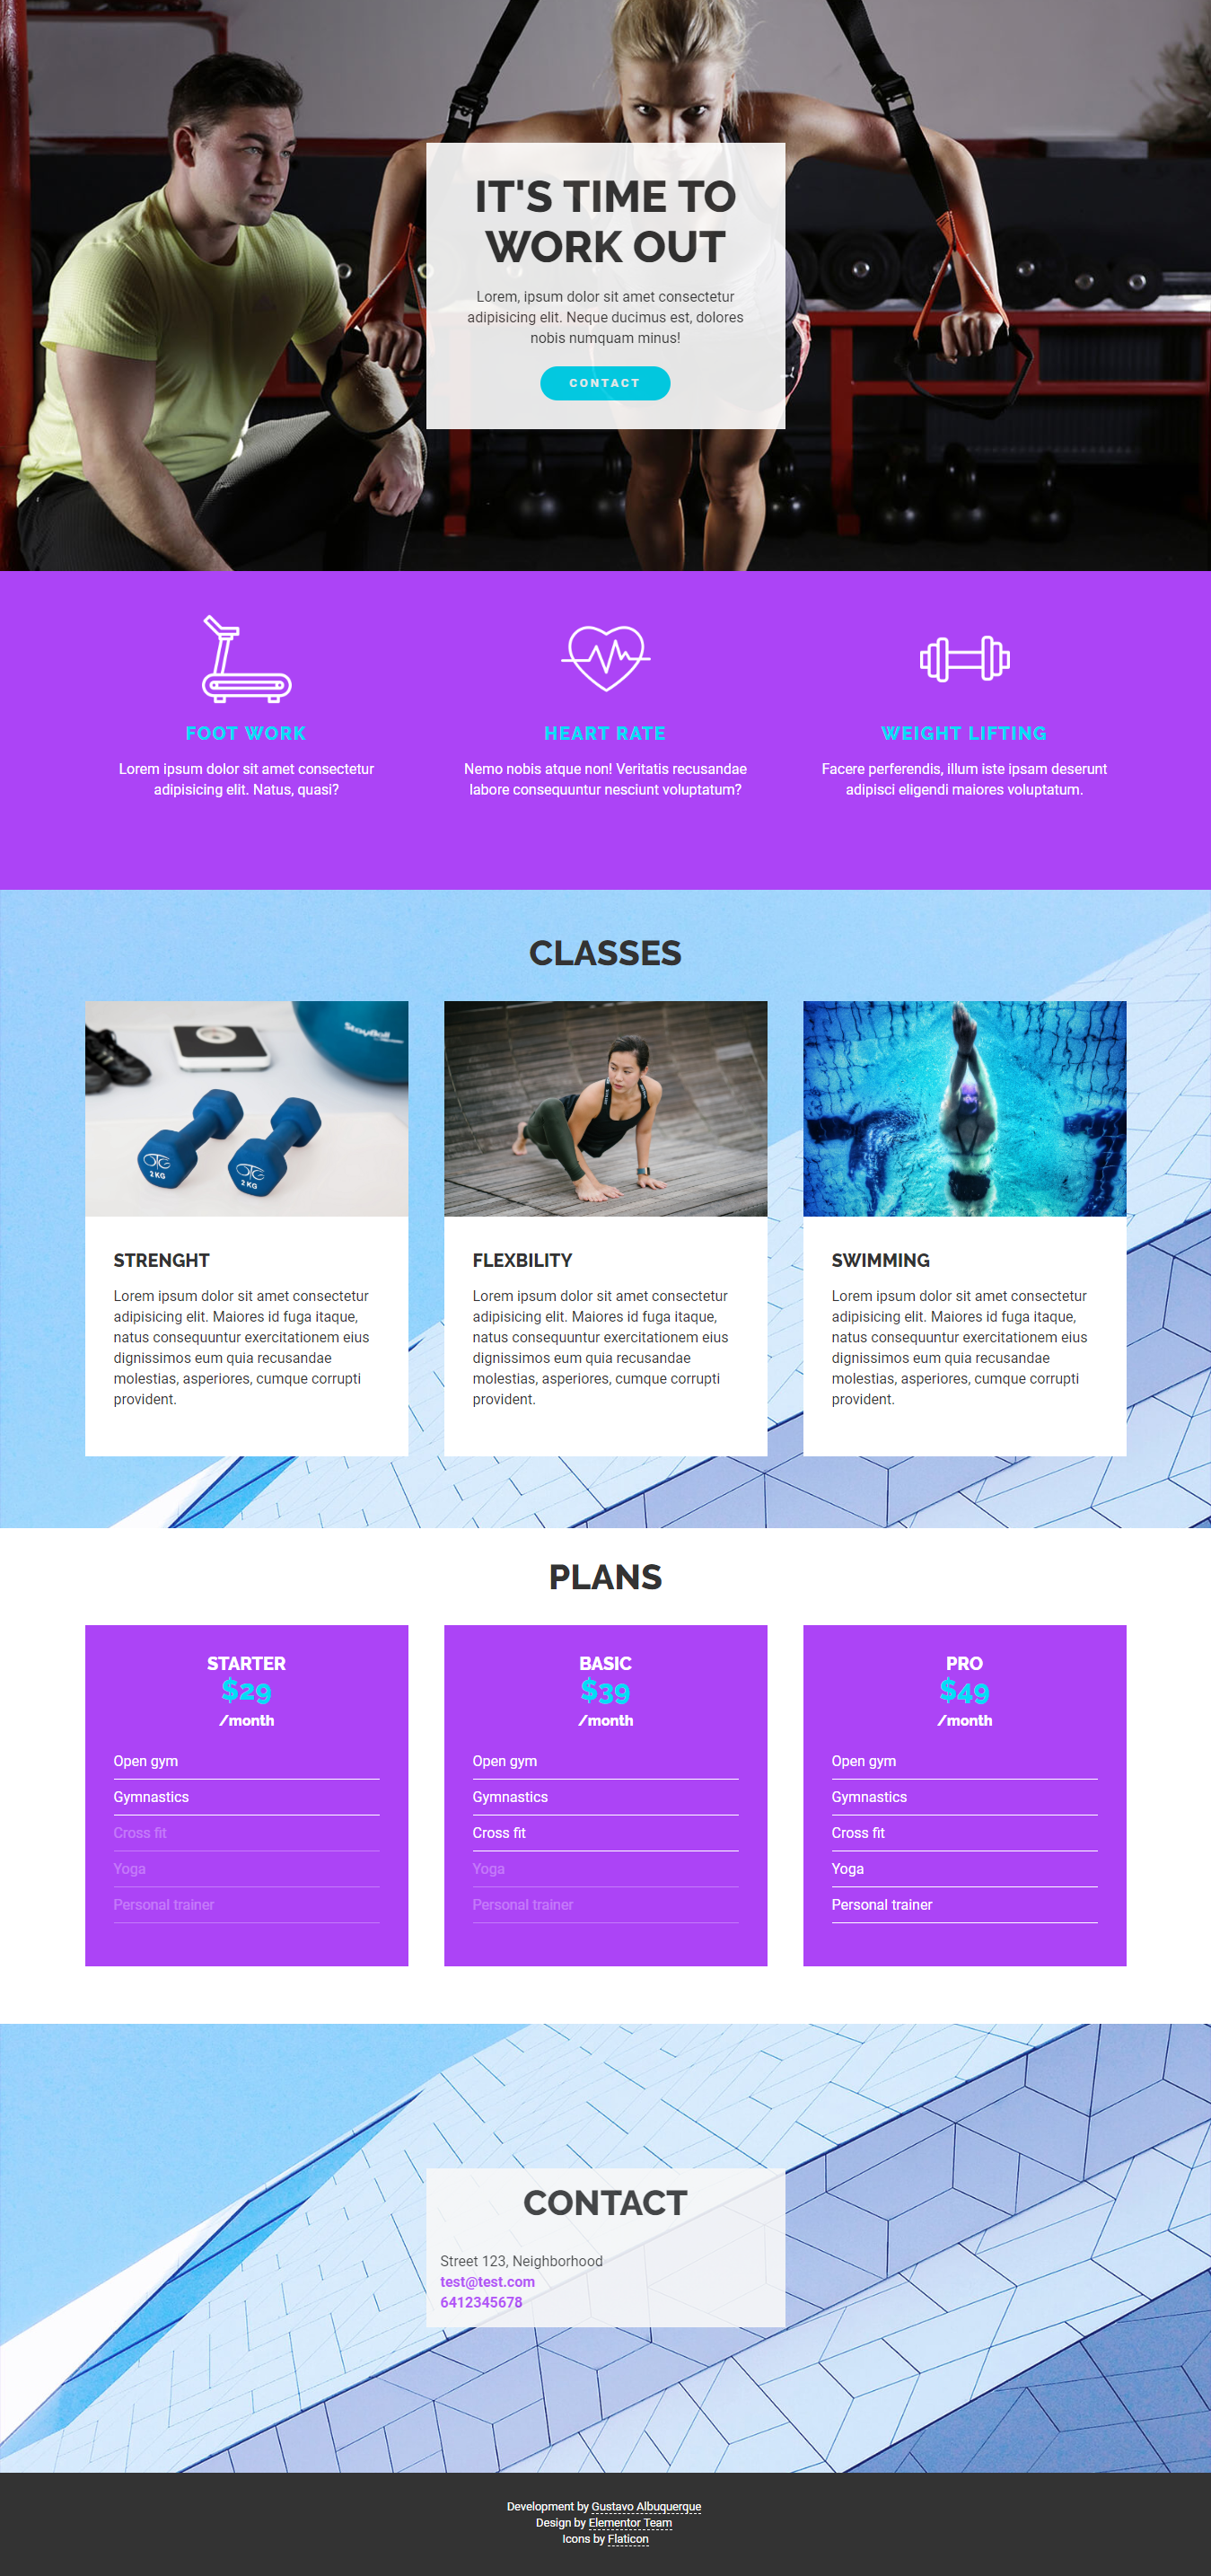 IT'S TIME TO
WORK OUT
Lorem, ipsum dolor sit amet consectetur
adipisicing elit. Neque ducimus est, dolores
nobis numquam minus!
CONTACT
FOOT WORK
Lorem ipsum dolor sit amet consectetur
adipisicing elit. Natus, quasi?
HEART RATE
Nemo nobis atque non! Veritatis recusandae
labore consequuntur nesciunt voluptatum?
WEIGHT LIFTING
Facere perferendis, illum iste ipsam deserunt
adipisci eligendi maiores voluptatum.
CLASSES
StayBall
OTG
2 KG
OTG
2 KG
STRENGHT
Lorem ipsum dolor sit amet consectetur
adipisicing elit. Maiores id fuga itaque,
natus consequuntur exercitationem eius
dignissimos eum quia recusandae
molestias, asperiores, cumque corrupti
provident.
FLEXBILITY
Lorem ipsum dolor sit amet consectetur
adipisicing elit. Maiores id fuga itaque,
natus consequuntur exercitationem eius
dignissimos eum quia recusandae
molestias, asperiores, cumque corrupti
provident.
SWIMMING
Lorem ipsum dolor sit amet consectetur
adipisicing elit. Maiores id fuga itaque,
natus consequuntur exercitationem eius
dignissimos eum quia recusandae
molestias, asperiores, cumque corrupti
provident.
PLANS
STARTER
$29
/month
Open gym
Gymnastics
Cross fit
Yoga
Personal trainer
BASIC
$39
/month
Open gym
Gymnastics
Cross fit
Yoga
Personal trainer
PRO
$49
/month
Open gym
Gymnastics
Cross fit
Yoga
Personal trainer
CONTACT
Street 123, Neighborhood
test@test.com
6412345678
Development by Gustavo Albuquerque
Design by Elementor Team
Icons by Flaticon